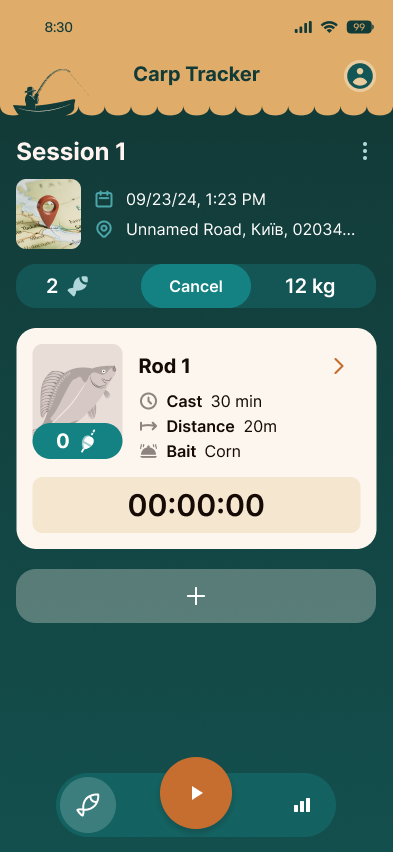 8:30
99
Carp Tracker
Session 1
09/23/24, 1:23 PM
Unnamed Road, Київ, 02034...
2
Cancel
12 kg
Rod 1
Cast 30 min
Distance 20m
Bait Corn
0
00:00:00